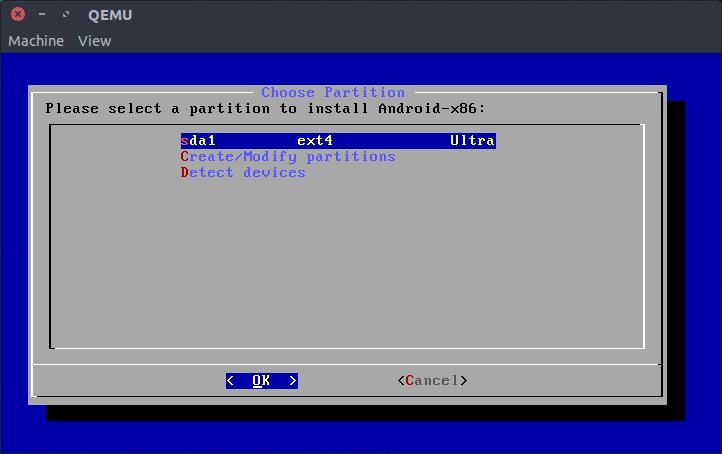 QEMU
Machine View
Choose Partition
Please select a partition to install Android-x86:
sda1 ext4 Ultra
Create/Modify partitions
Detect devices
< OK > <Cancel>